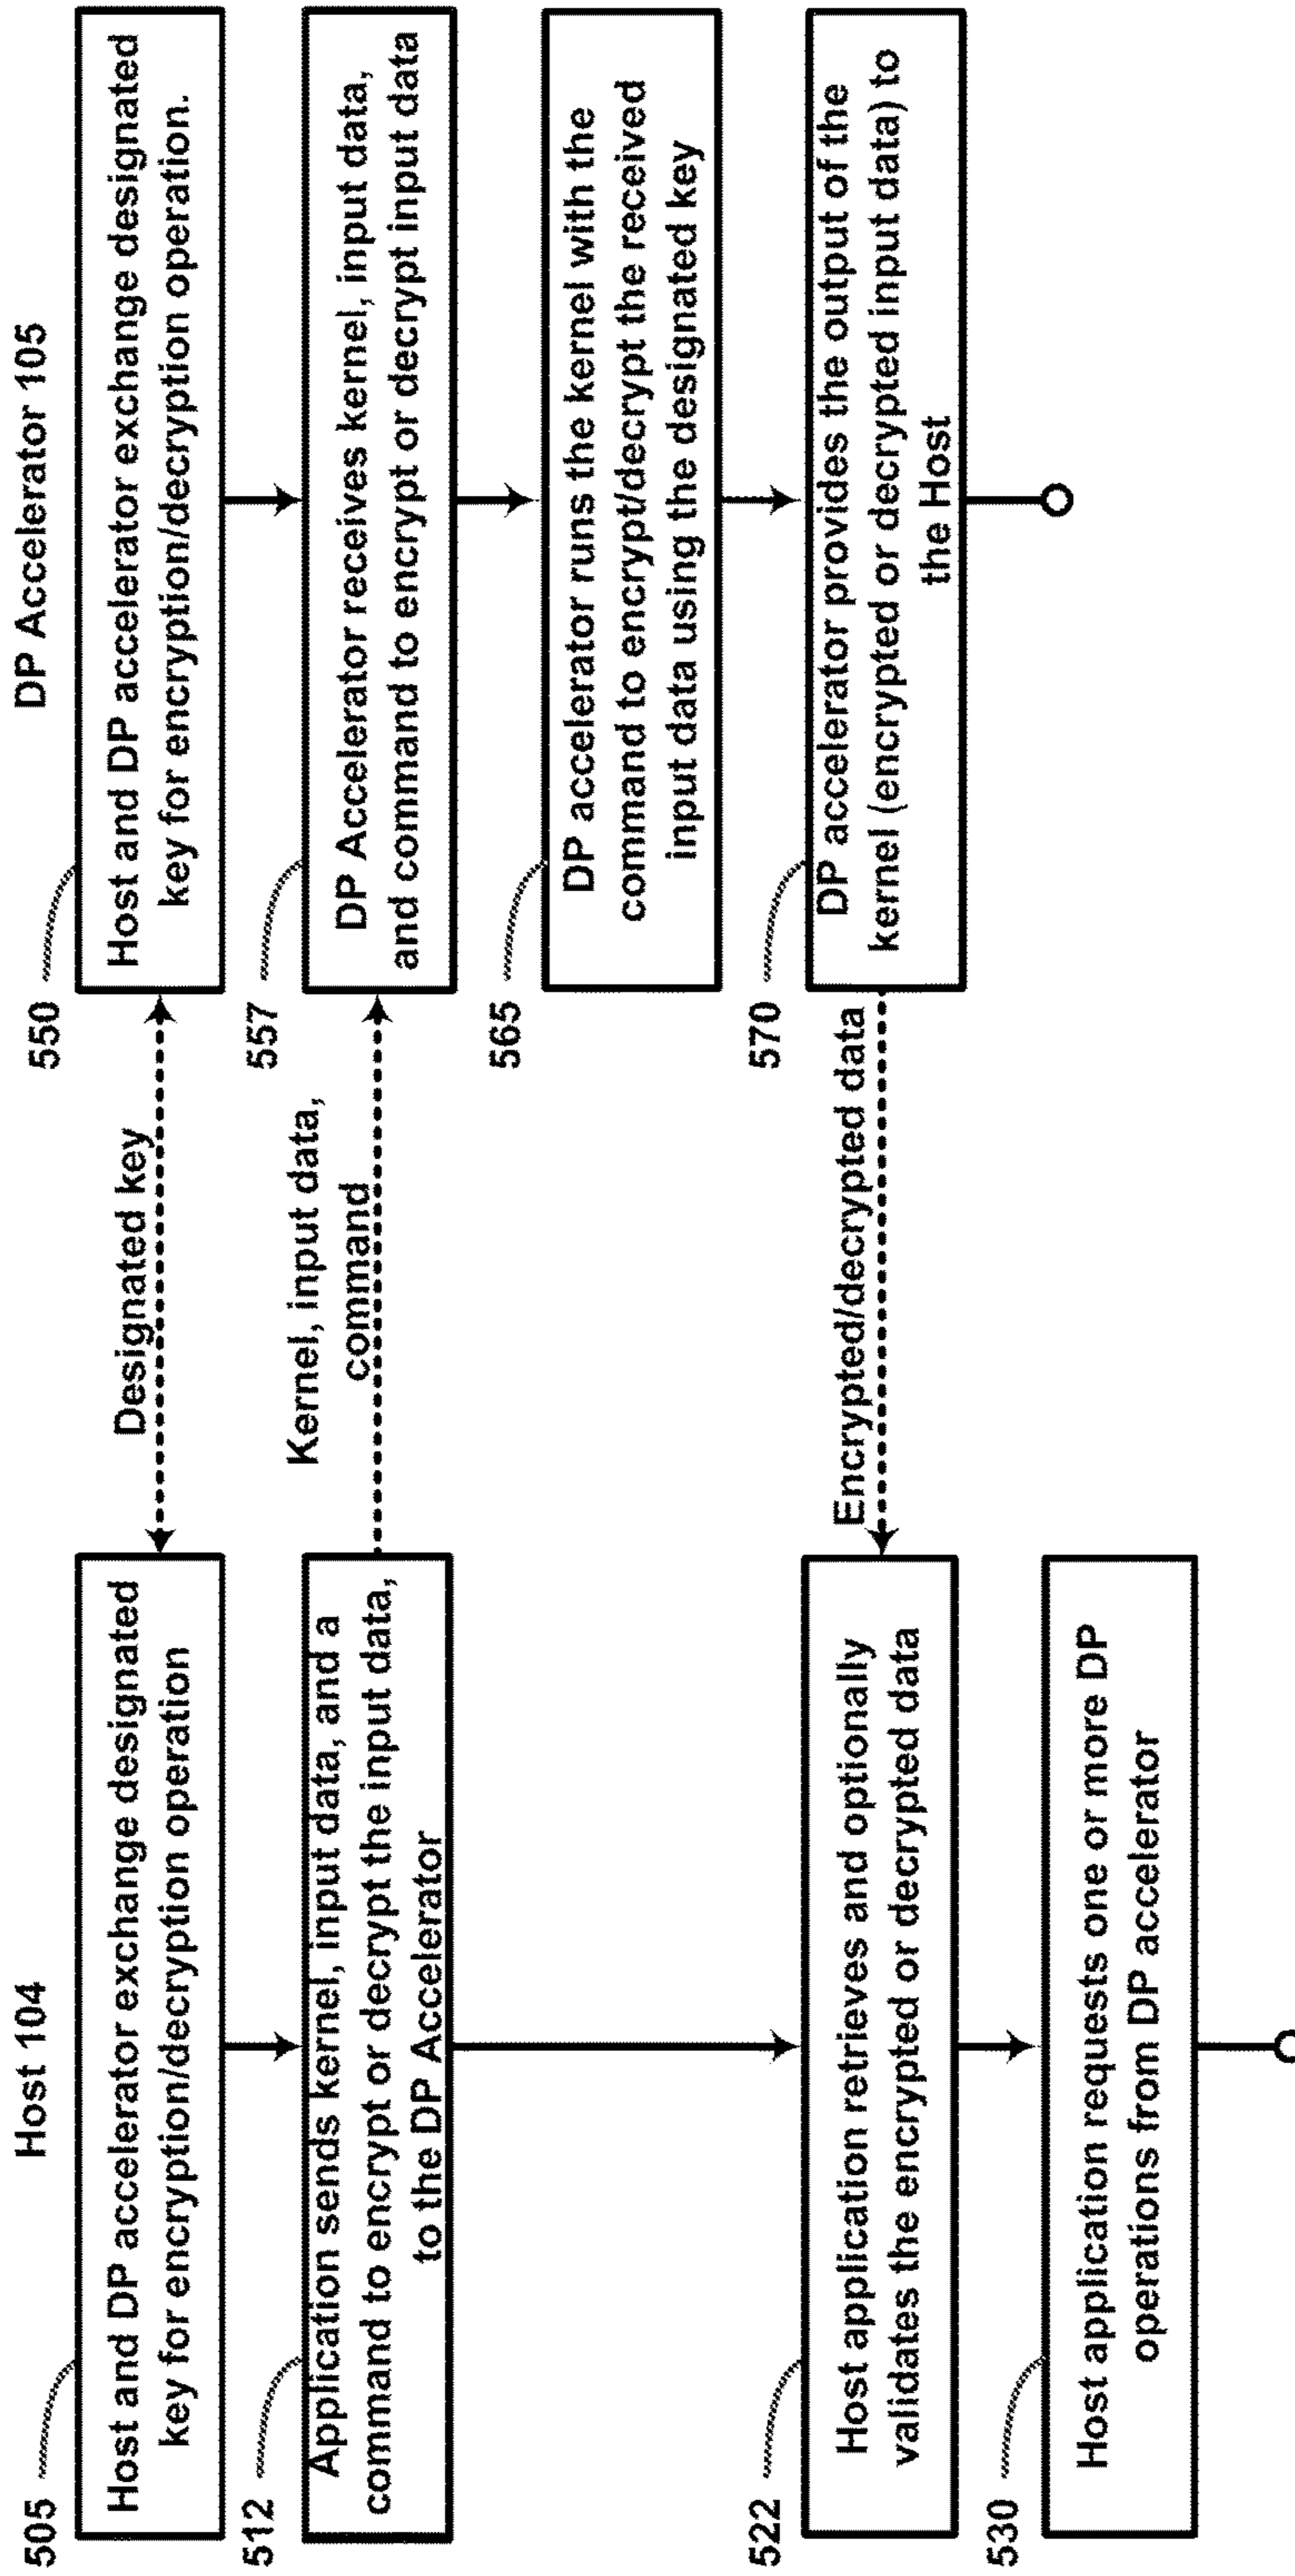 Host 104
DP Accelerator 105
505
Host and DP accelerator exchange designated
key for encryption/decryption operation
Designated key
550
Host and DP accelerator exchange designated
key for encryption/decryption operation.
512
Application sends kernel, input data, and a
command to encrypt or decrypt the input data,
to the DP Accelerator
Kernel, input data,
command
557
DP Accelerator receives kernel, input data,
and command to encrypt or decrypt input data
565
DP accelerator runs the kernel with the
command to encrypt/decrypt the received
input data using the designated key
522
Host application retrieves and optionally
validates the encrypted or decrypted data
Encrypted/decrypted data
570
DP accelerator provides the output of the
kernel (encrypted or decrypted input data) to
the Host
530
Host application requests one or more DP
operations from DP accelerator